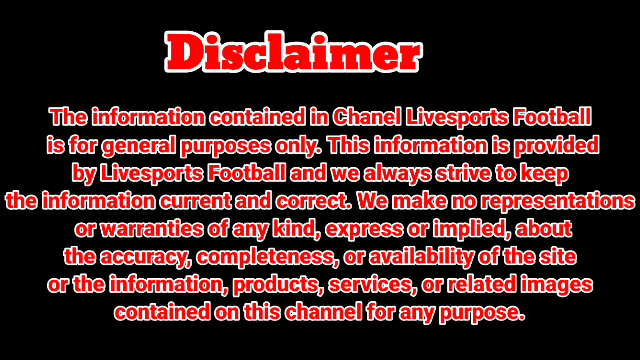 Disclaimer
The information contained in Chanel Livesports Football
is for general purposes only. This information is provided
by Livesports Football and we always strive to keep
the information current and correct. We make no representations
or warranties of any kind, express or implied, about
the accuracy, completeness, or availability of the site
or the information, products, services, or related images
contained on this channel for any purpose.